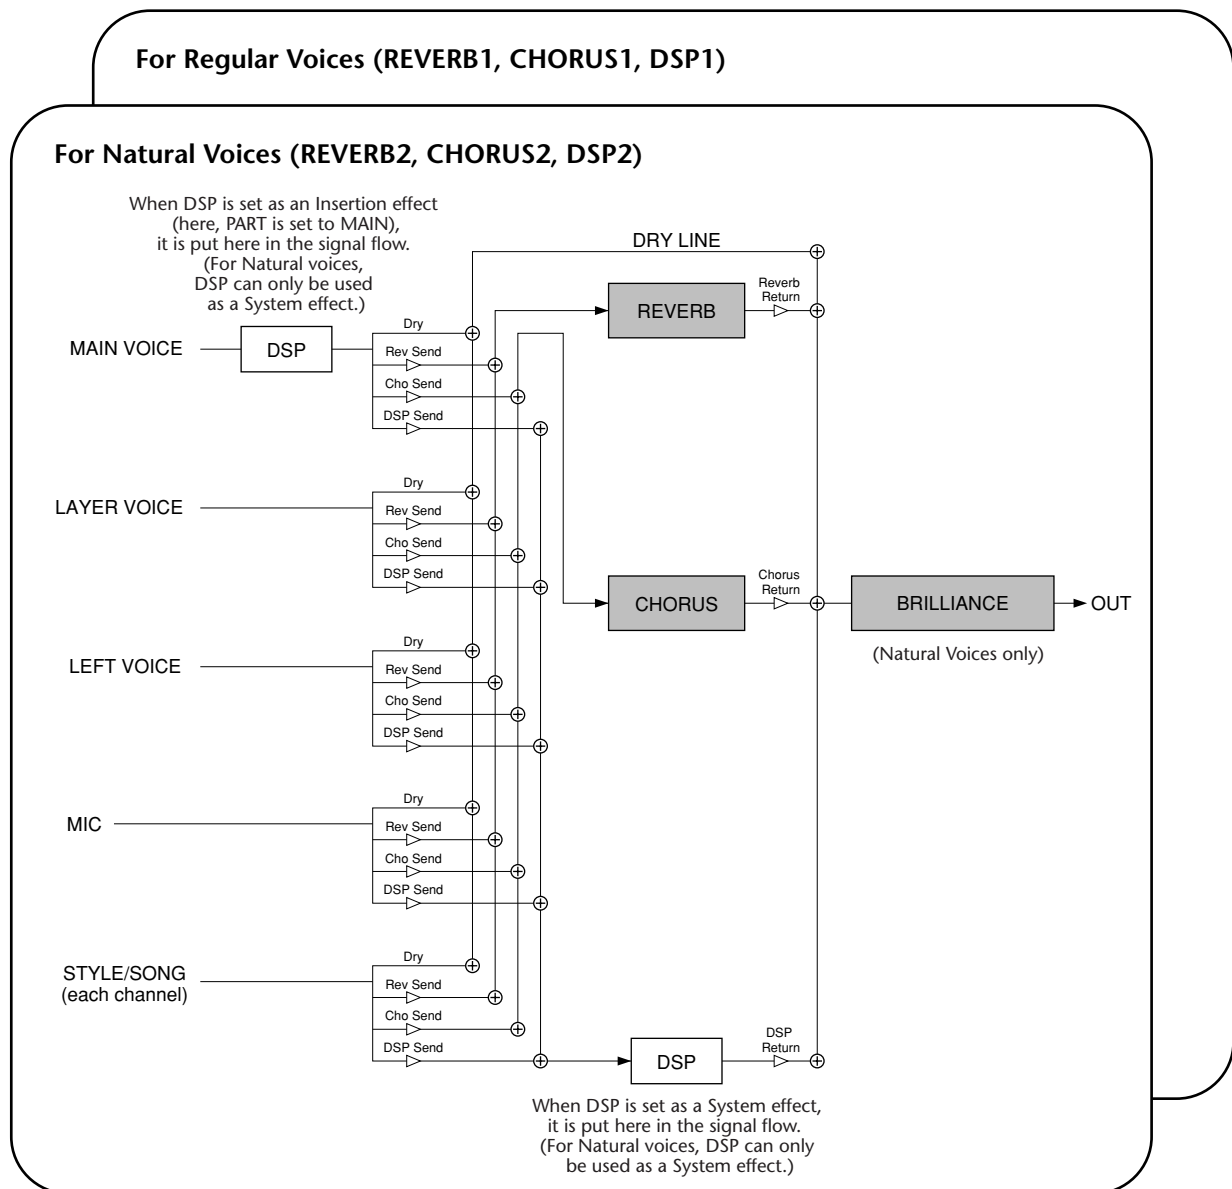 For Regular Voices (REVERB1, CHORUS1, DSP1)
For Natural Voices (REVERB2, CHORUS2, DSP2)
When DSP is set as an Insertion effect
(here, PART is set to MAIN),
it is put here in the signal flow.
(For Natural voices,
DSP can only be used
as a System effect.)
DRY LINE
REVERB
Reverb
Return
MAIN VOICE
DSP
Dry
Rev Send
Cho Send
DSP Send
LAYER VOICE
Dry
Rev Send
Cho Send
DSP Send
CHORUS
Chorus
Return
BRILLIANCE
OUT
(Natural Voices only)
LEFT VOICE
Dry
Rev Send
Cho Send
DSP Send
MIC
Dry
Rev Send
Cho Send
DSP Send
STYLE/SONG
(each channel)
Dry
Rev Send
Cho Send
DSP Send
DSP
DSP
Return
When DSP is set as a System effect,
it is put here in the signal flow.
(For Natural voices, DSP can only
be used as a System effect.)